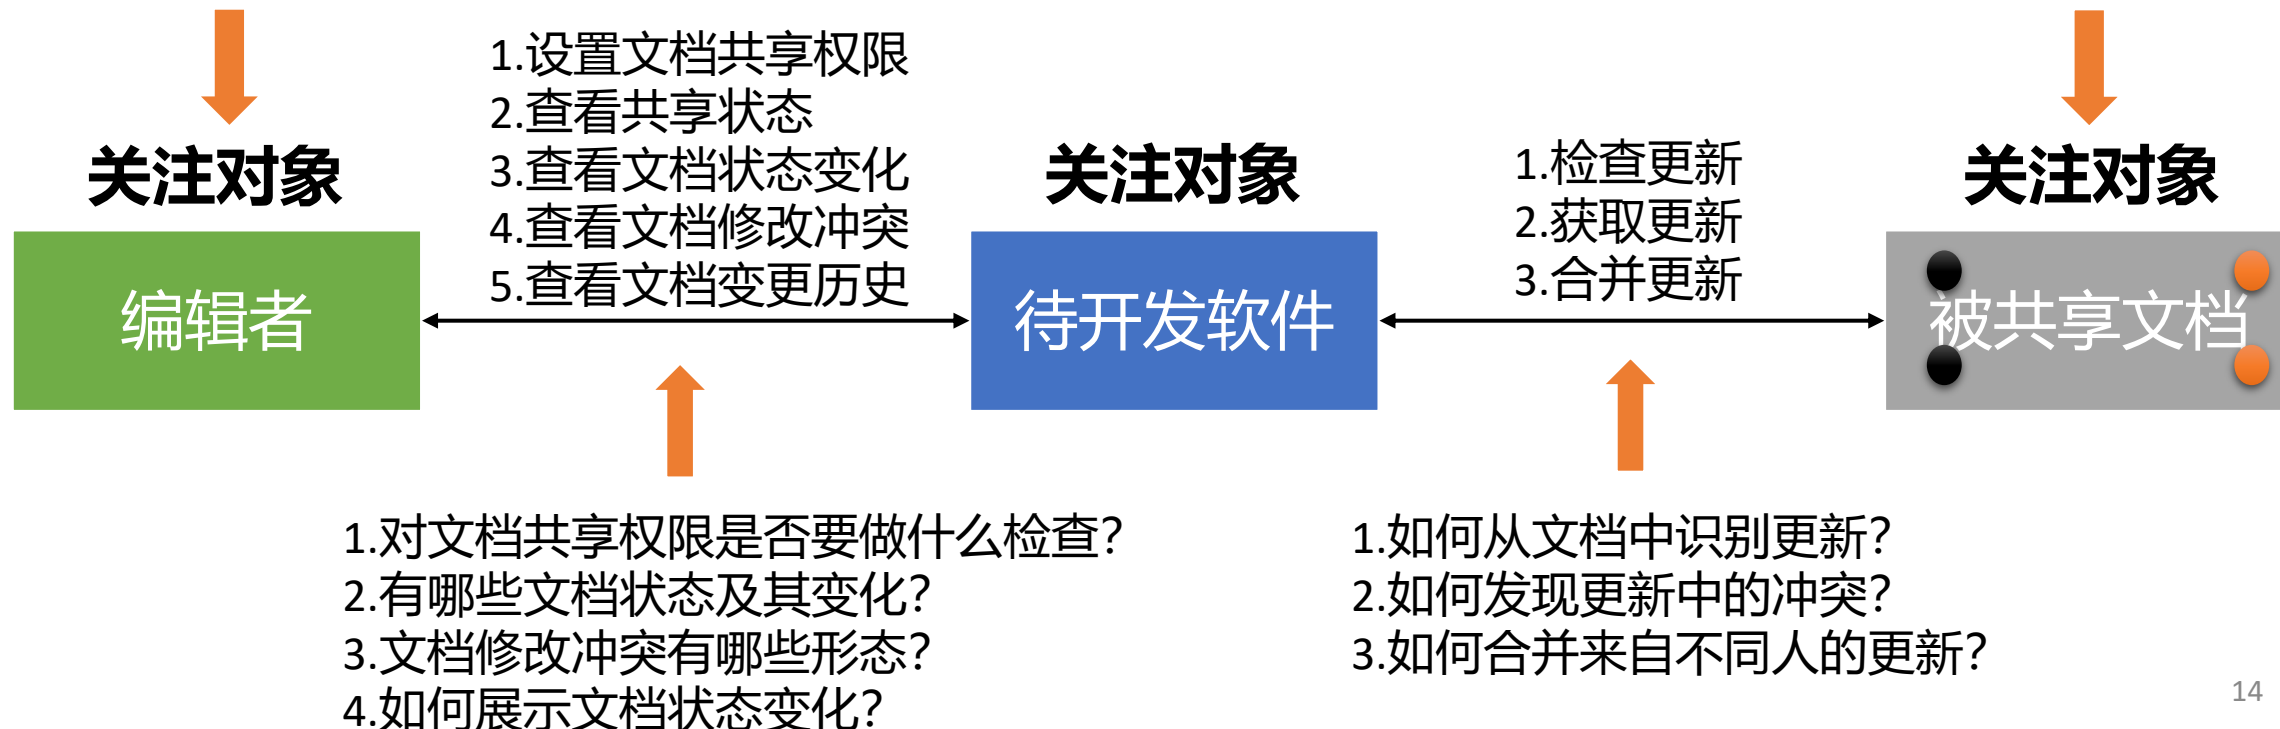 关注对象
编辑者
1.设置文档共享权限
2.查看共享状态
3.查看文档状态变化
4.查看文档修改冲突
5.查看文档变更历史
关注对象
待开发软件
1.检查更新
2.获取更新
3.合并更新
关注对象
被共享文档
1.对文档共享权限是否要做什么检查?
2.有哪些文档状态及其变化?
3.文档修改冲突有哪些形态?
4.如何展示文档状态变化?
1.如何从文档中识别更新?
2.如何发现更新中的冲突?
3.如何合并来自不同人的更新?
14